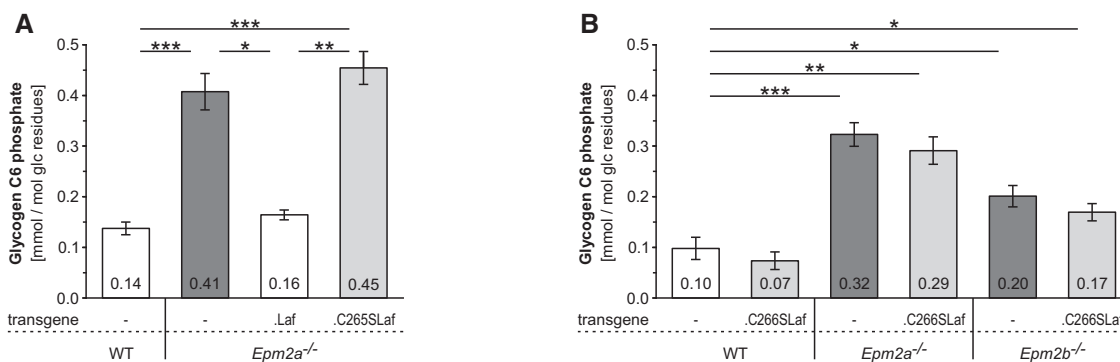 A
Glycogen C6 phosphate
[mmol / mol glc residues]
0.5
0.4
0.3
0.2
0.1
0.0
***
*** * **
0.14 0.41 0.16 0.45
transgene - - .Laf .C265SLaf
WT Epm2a-/-
B
Glycogen C6 phosphate
[mmol / mol glc residues]
0.5
0.4
0.3
0.2
0.1
0.0
*
*
**
***
0.10 0.07 0.32 0.29 0.20 0.17
transgene - .C266SLaf - .C266SLaf - .C266SLaf
WT Epm2a-/- Epm2b-/-